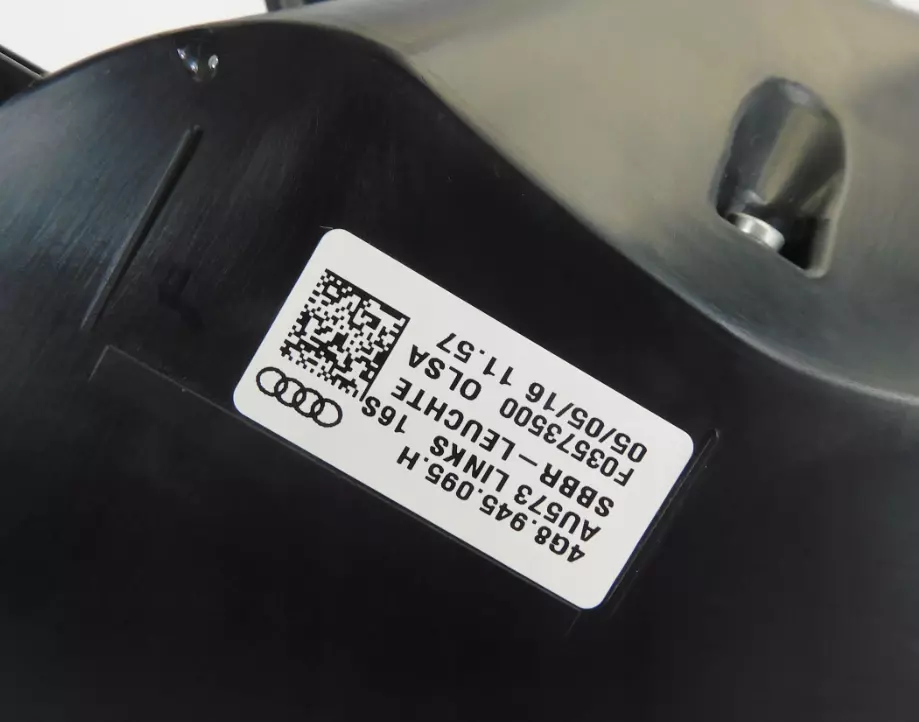 4G8.945.095.H
AU573 LINKS, 16S
SBBR-LEUCHTE
F03573500 OLSA
05/05/16 11.57